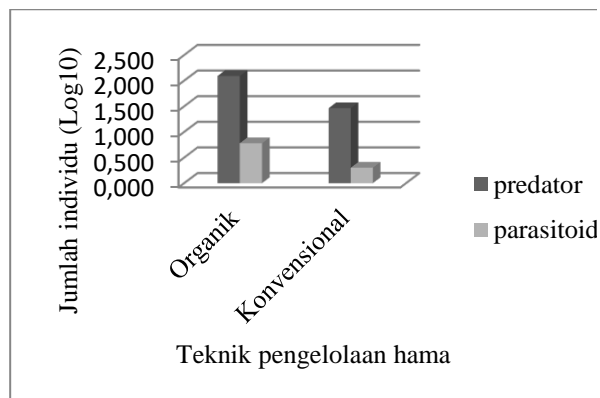 Jumlah individu (Log10)
2,500
2,000
1,500
1,000
0,500
0,000
Organik
Konvensional
Teknik pengelolaan hama
predator
parasitoid